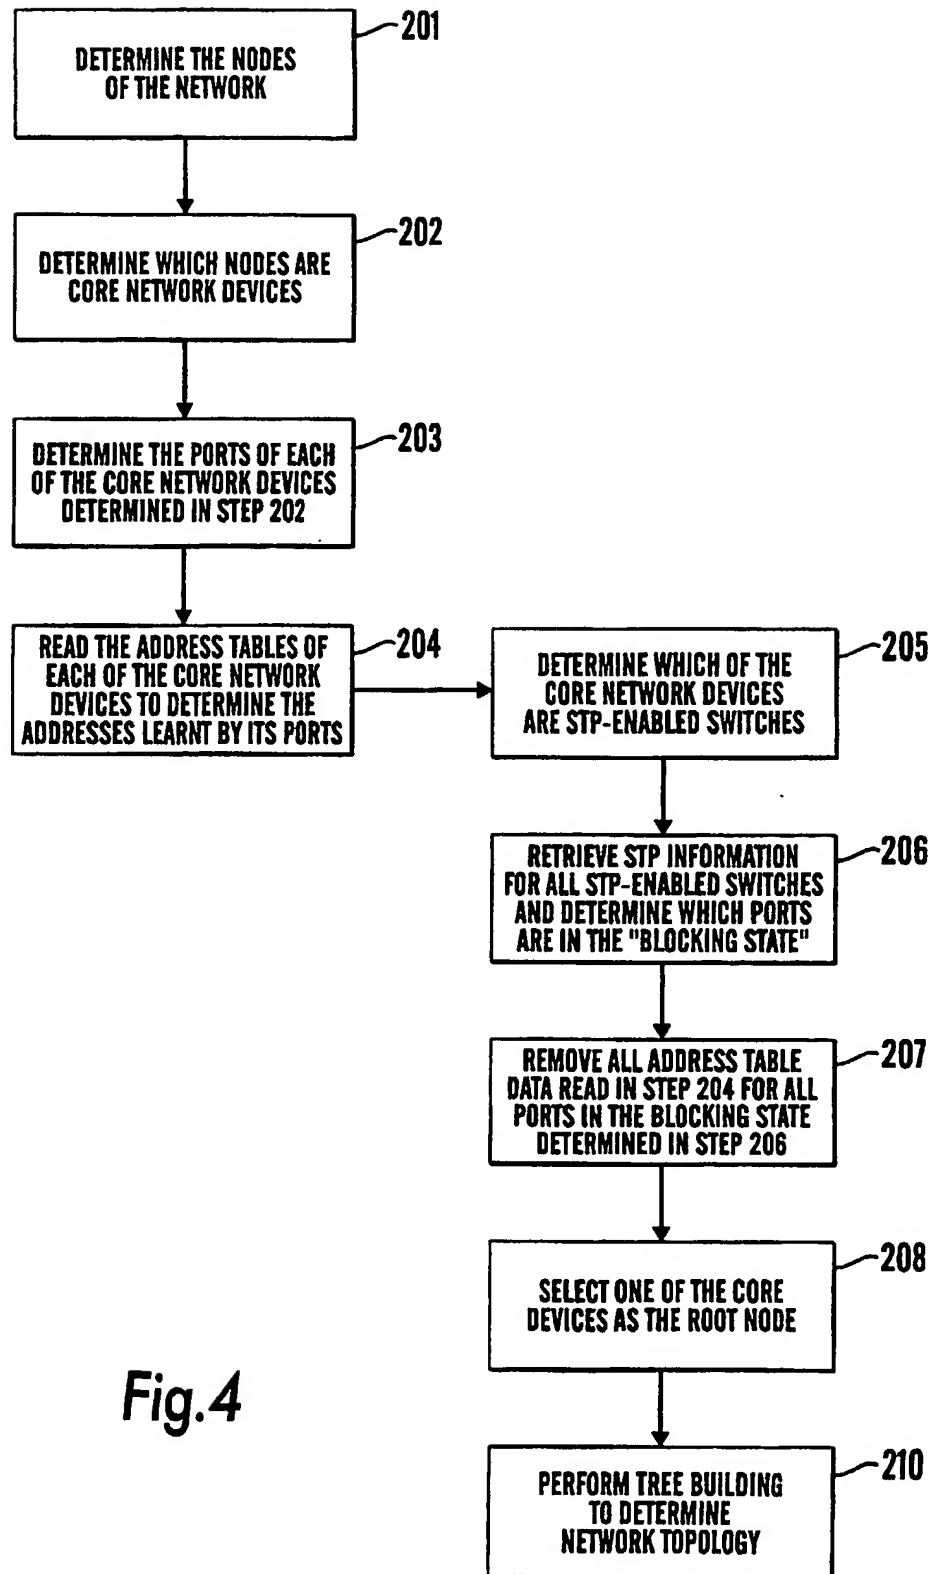 201
DETERMINE THE NODES
OF THE NETWORK
202
DETERMINE WHICH NODES ARE
CORE NETWORK DEVICES
203
DETERMINE THE PORTS OF EACH
OF THE CORE NETWORK DEVICES
DETERMINED IN STEP 202
204
READ THE ADDRESS TABLES OF
EACH OF THE CORE NETWORK
DEVICES TO DETERMINE THE
ADDRESSES LEARNT BY ITS PORTS
205
DETERMINE WHICH OF THE
CORE NETWORK DEVICES
ARE STP-ENABLED SWITCHES
206
RETRIEVE STP INFORMATION
FOR ALL STP-ENABLED SWITCHES
AND DETERMINE WHICH PORTS
ARE IN THE "BLOCKING STATE"
207
REMOVE ALL ADDRESS TABLE
DATA READ IN STEP 204 FOR ALL
PORTS IN THE BLOCKING STATE
DETERMINED IN STEP 206
208
SELECT ONE OF THE CORE
DEVICES AS THE ROOT NODE
210
PERFORM TREE BUILDING
TO DETERMINE
NETWORK TOPOLOGY
Fig.4